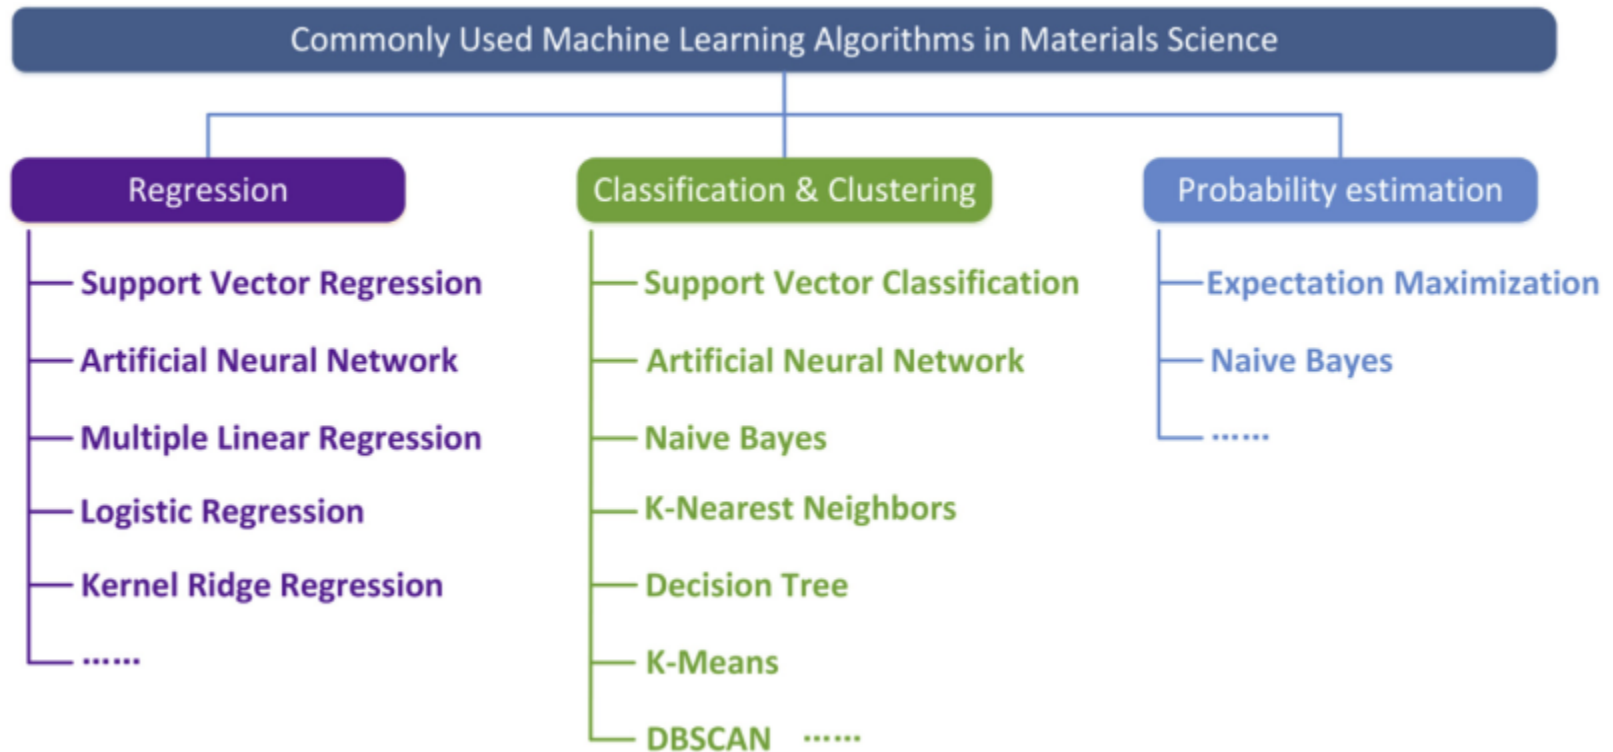 Commonly Used Machine Learning Algorithms in Materials Science
Regression
Support Vector Regression
Artificial Neural Network
Multiple Linear Regression
Logistic Regression
Kernel Ridge Regression
......
Classification & Clustering
Support Vector Classification
Artificial Neural Network
Naive Bayes
K-Nearest Neighbors
Decision Tree
K-Means
DBSCAN ......
Probability estimation
Expectation Maximization
Naive Bayes
......